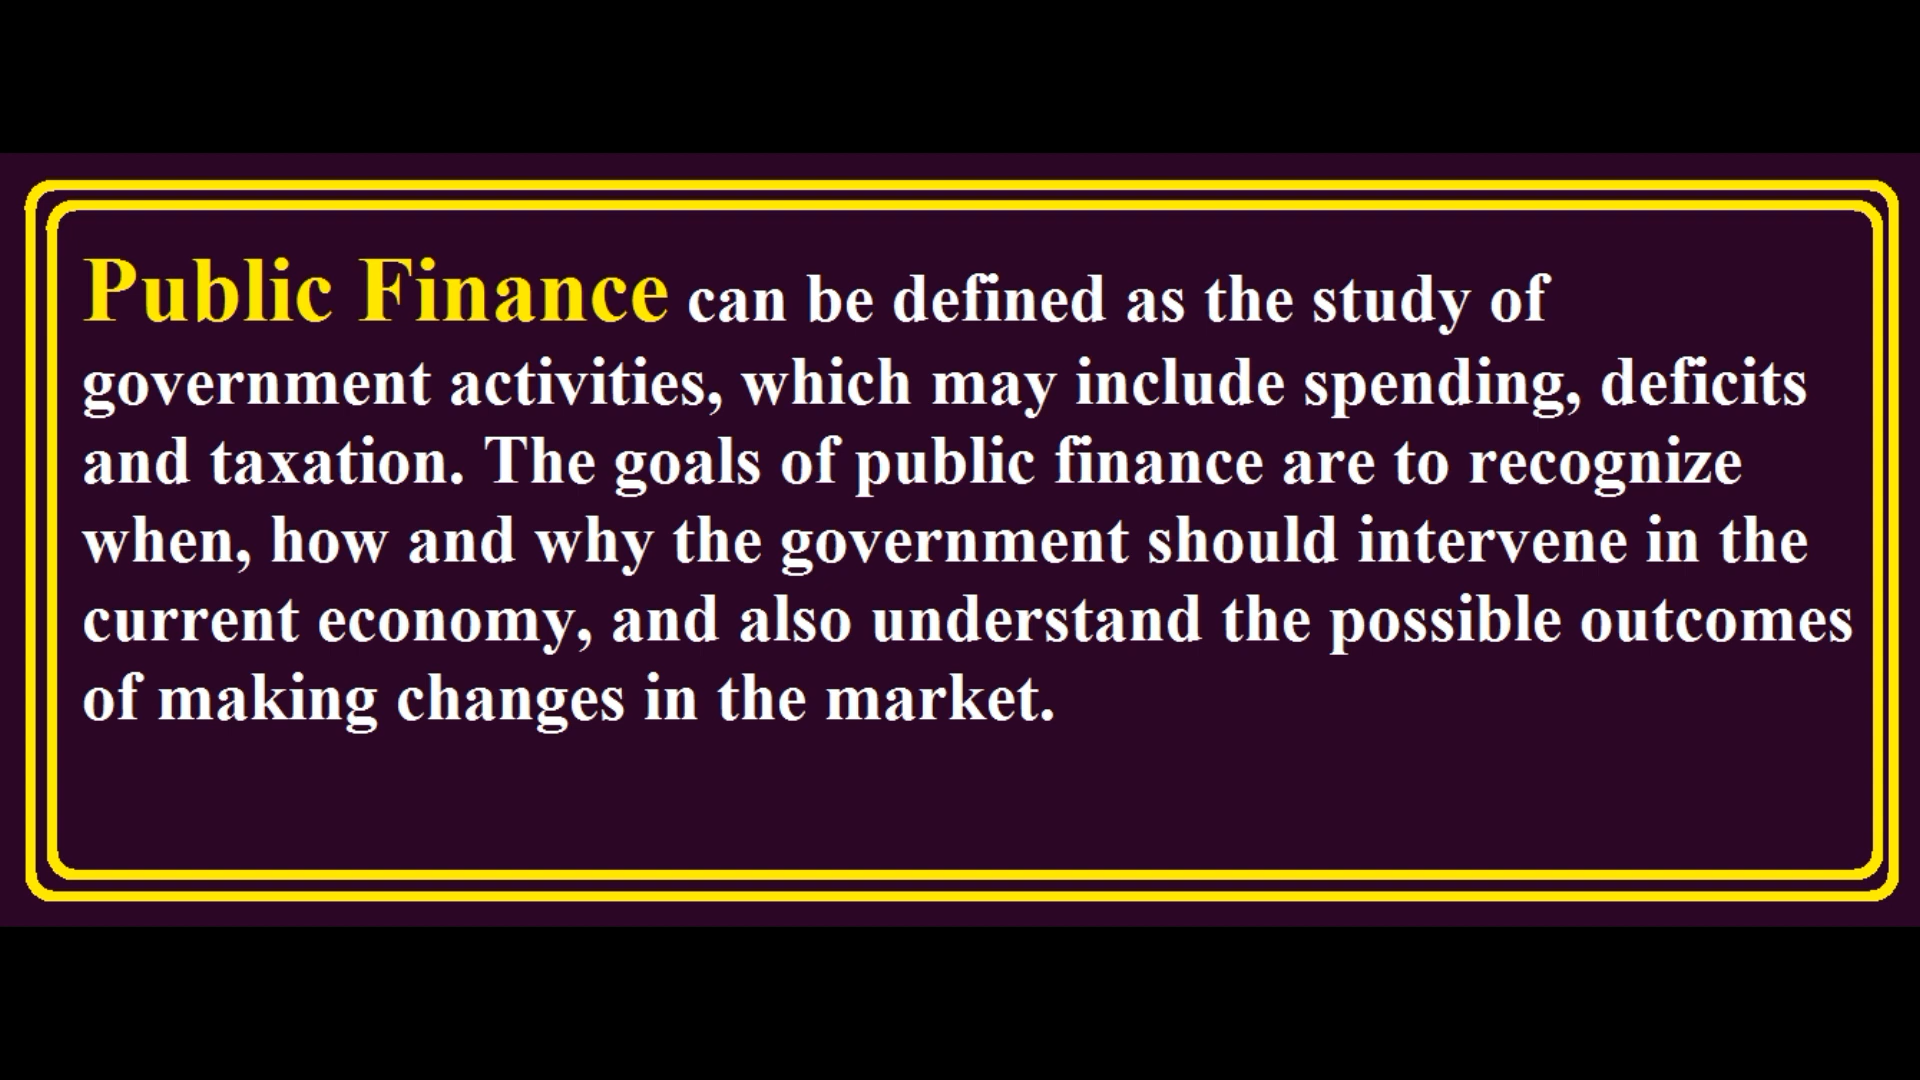 Public Finance can be defined as the study of
government activities, which may include spending, deficits
and taxation. The goals of public finance are to recognize
when, how and why the government should intervene in the
current economy, and also understand the possible outcomes
of making changes in the market.